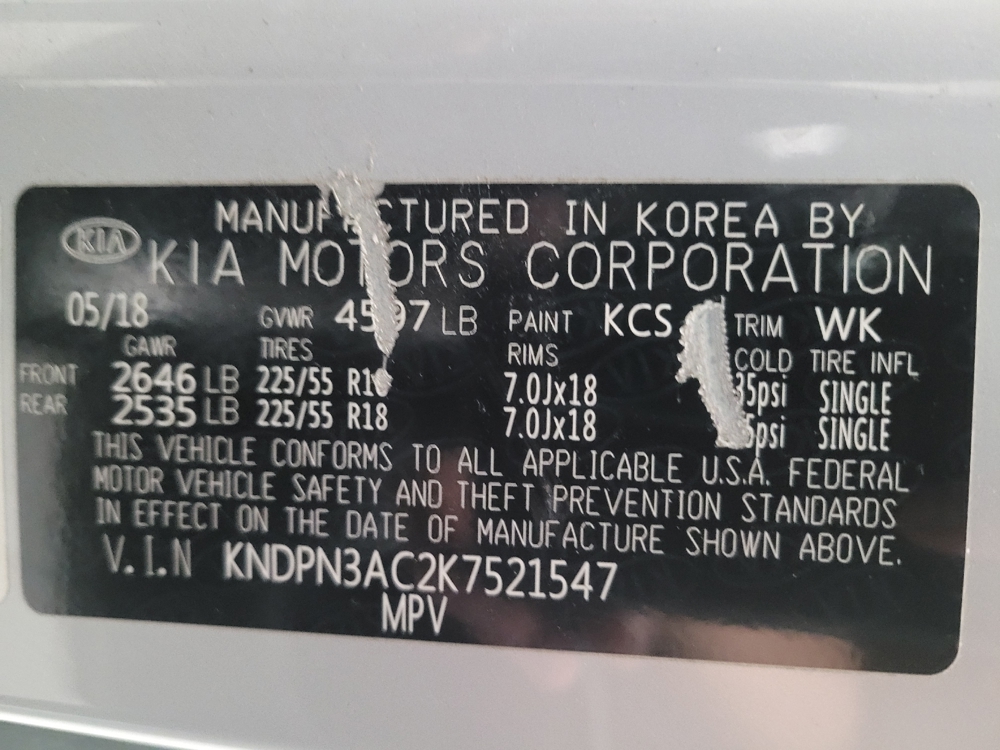 MANUFACTURED IN KOREA BY
KIA KIA MOTORS CORPORATION
05/18 GVWR LB PAINT KCS TRIM WK
GAWR TIRES RIMS COLD TIRE INFL
FRONT 2646 LB 225/55 7.0Jx18 SINGLE
REAR 2535 LB 225/55 R18 7.0Jx18 SINGLE
THIS VEHICLE CONFORMS TO ALL APPLICABLE U.S.A. FEDERAL
MOTOR VEHICLE SAFETY AND THEFT PREVENTION STANDARDS
IN EFFECT ON THE DATE OF MANUFACTURE SHOWN ABOVE.
V.I.N KNDPN3AC2K7521547
MPV